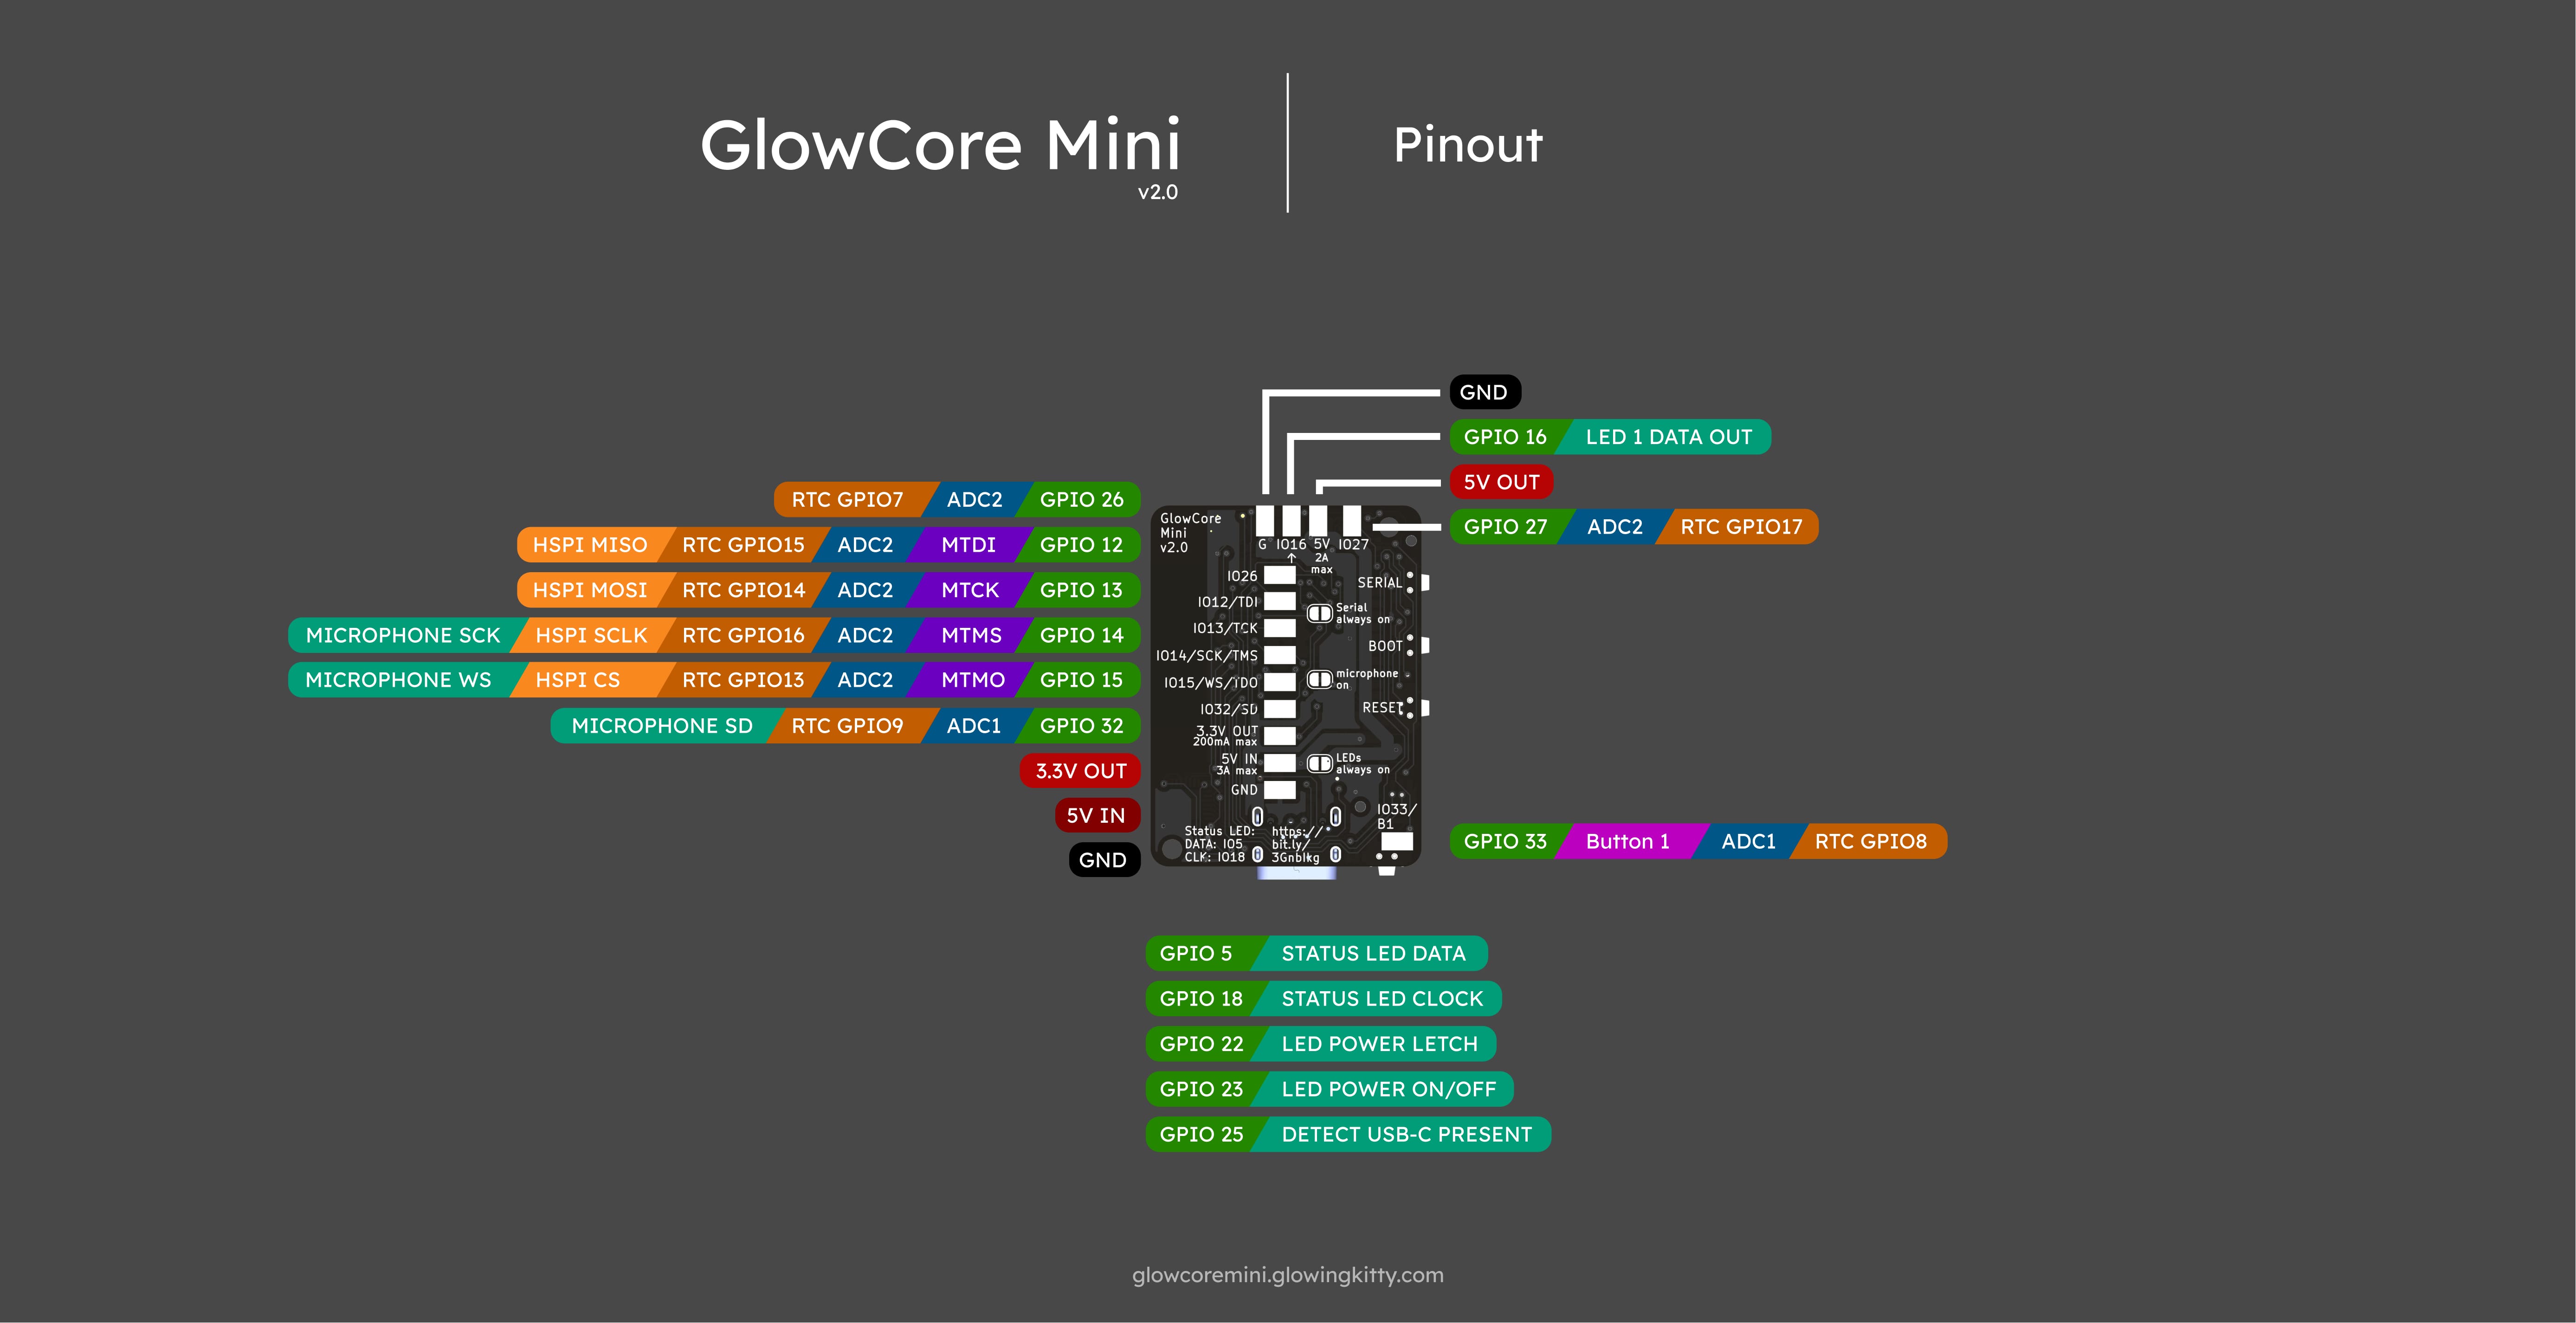 GlowCore Mini
v2.0
Pinout
GND
GPIO 16 LED 1 DATA OUT
5V OUT
GPIO 27 ADC2 RTC GPIO17
RTC GPIO7 ADC2 GPIO 26
HSPI MISO RTC GPIO15 ADC2 MTDI GPIO 12
HSPI MOSI RTC GPIO14 ADC2 MTCK GPIO 13
MICROPHONE SCK HSPI SCLK RTC GPIO16 ADC2 MTMS GPIO 14
MICROPHONE WS HSPI CS RTC GPIO13 ADC2 MTMO GPIO 15
MICROPHONE SD RTC GPIO9 ADC1 GPIO 32
3.3V OUT
5V IN
GND
GlowCore
Mini
v2.0
G IO16 5V IO27
2A
max
IO26
IO12/TDI
IO13/TCK
IO14/SCK/TMS
IO15/WS/TDO
IO32/SD
3.3V OUT
200mA max
5V IN
3A max
GND
SERIAL
Serial
always on
BOOT
microphone
on
RESET
LEDs
always on
IO33/
B1
Status LED:
DATA: IO5
CLK: IO18
https://
bit.ly/
3Gnblkg
GPIO 33 Button 1 ADC1 RTC GPIO8
GPIO 5 STATUS LED DATA
GPIO 18 STATUS LED CLOCK
GPIO 22 LED POWER LETCH
GPIO 23 LED POWER ON/OFF
GPIO 25 DETECT USB-C PRESENT
glowcoremini.glowingkitty.com